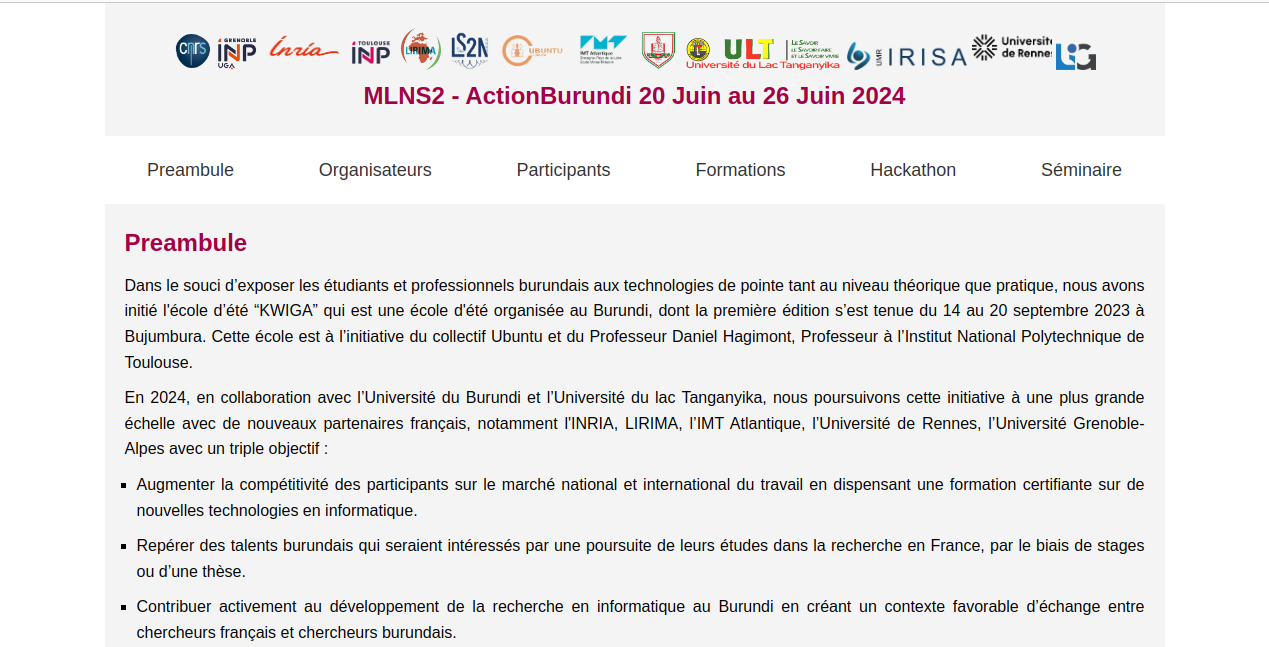 cnrs GRENOBLE INP UGA Inria TOULOUSE INP LIRIMA LS2N UBUNTU IMT Atlantique ULT LE SAVOIR LE SAVOIR-FAIRE ET LE SAVOIR VIVRE Université du Lac Tanganyika UMR IRISA Université de Rennes LIG
MLNS2 - ActionBurundi 20 Juin au 26 Juin 2024
Preambule Organisateurs Participants Formations Hackathon Séminaire
Preambule
Dans le souci d’exposer les étudiants et professionnels burundais aux technologies de pointe tant au niveau théorique que pratique, nous avons
initié l'école d’été “KWIGA” qui est une école d'été organisée au Burundi, dont la première édition s’est tenue du 14 au 20 septembre 2023 à
Bujumbura. Cette école est à l’initiative du collectif Ubuntu et du Professeur Daniel Hagimont, Professeur à l’Institut National Polytechnique de
Toulouse.
En 2024, en collaboration avec l’Université du Burundi et l’Université du lac Tanganyika, nous poursuivons cette initiative à une plus grande
échelle avec de nouveaux partenaires français, notamment l'INRIA, LIRIMA, l’IMT Atlantique, l’Université de Rennes, l’Université Grenoble-
Alpes avec un triple objectif :
Augmenter la compétitivité des participants sur le marché national et international du travail en dispensant une formation certifiante sur de
nouvelles technologies en informatique.
Repérer des talents burundais qui seraient intéressés par une poursuite de leurs études dans la recherche en France, par le biais de stages
ou d’une thèse.
Contribuer activement au développement de la recherche en informatique au Burundi en créant un contexte favorable d’échange entre
chercheurs français et chercheurs burundais.